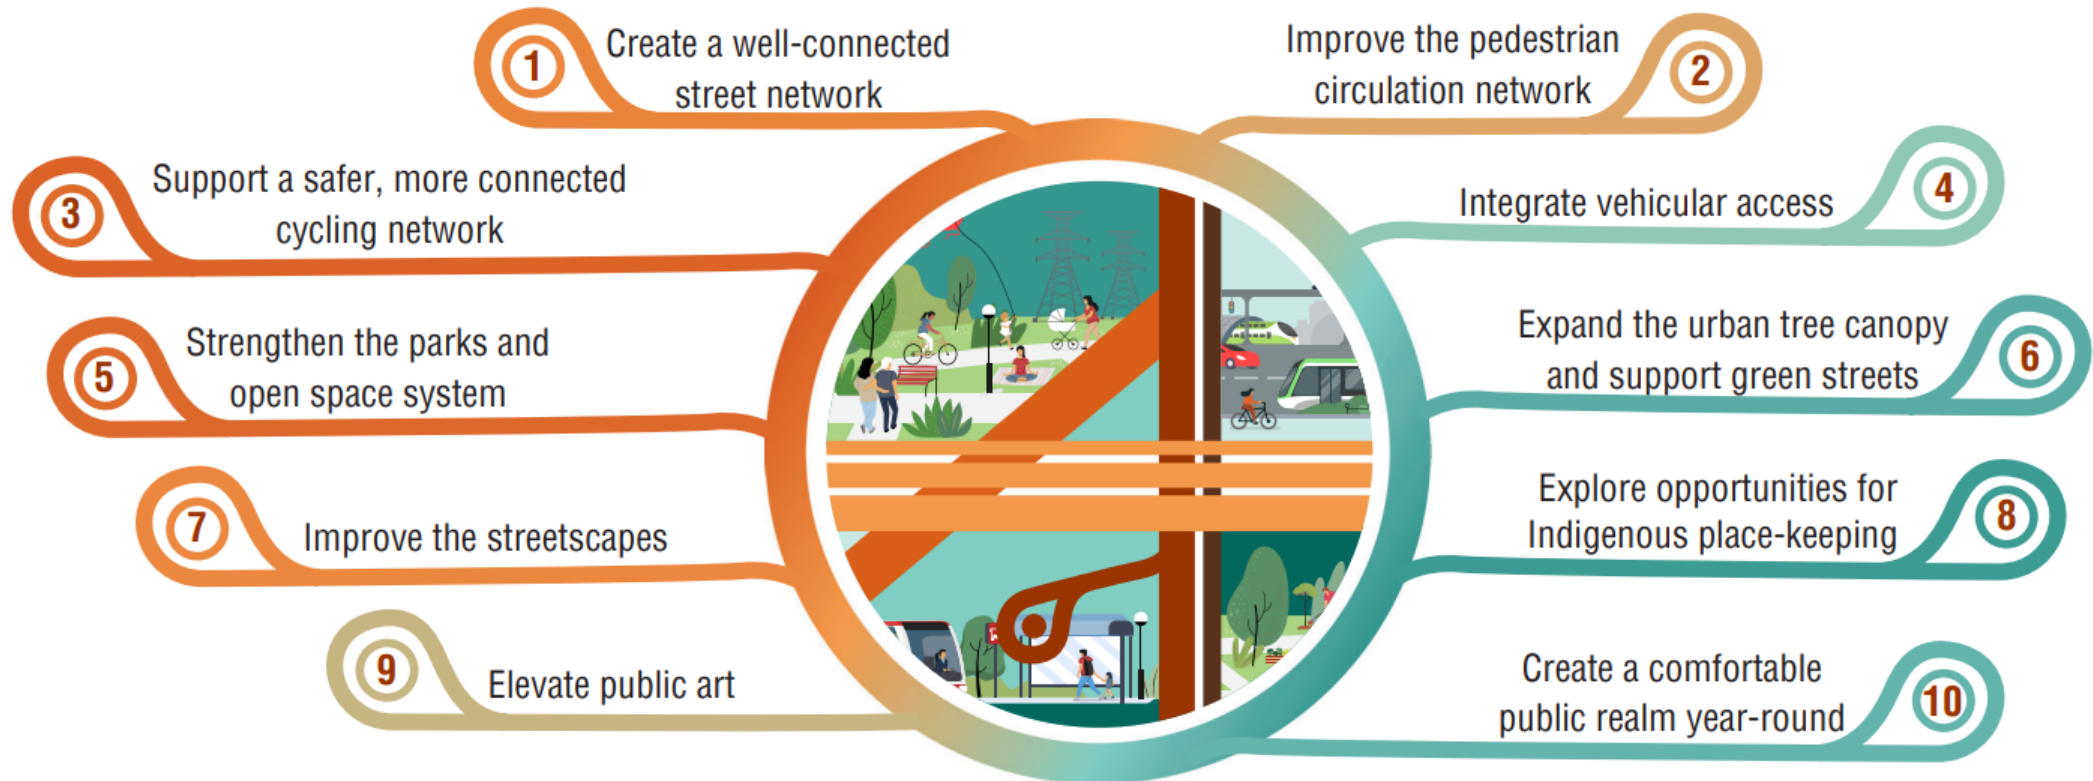 1
Create a well-connected
street network
Improve the pedestrian
circulation network
2
3
Support a safer, more connected
cycling network
Integrate vehicular access
4
5
Strengthen the parks and
open space system
Expand the urban tree canopy
and support green streets
6
7
Improve the streetscapes
Explore opportunities for
Indigenous place-keeping
8
9
Elevate public art
Create a comfortable
public realm year-round
10